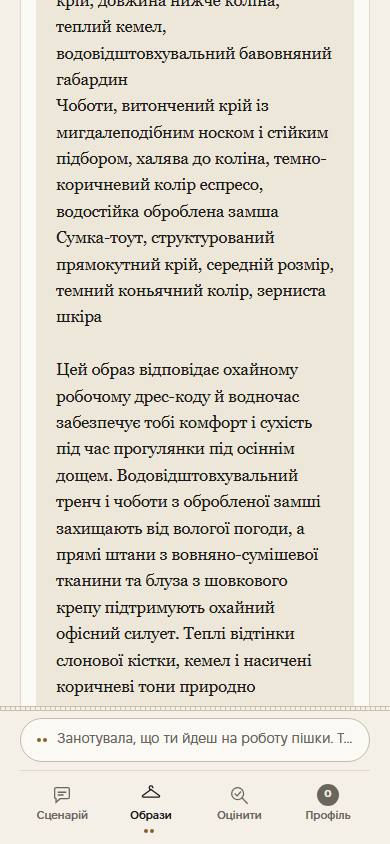 крій, довжина нижче коліна,
теплий кемел,
водовідштовхувальний бавовняний
габардин
Чоботи, витончений крій із
мигдалеподібним носком і стійким
підбором, халява до коліна, темно-
коричневий колір еспресо,
водостійка оброблена замша
Сумка-тоут, структурований
прямокутний крій, середній розмір,
темний коньячний колір, зерниста
шкіра
Цей образ відповідає охайному
робочому дрес-коду й водночас
забезпечує тобі комфорт і сухість
під час прогулянки під осіннім
дощем. Водовідштовхувальний
тренч і чоботи з обробленої замші
захищають від вологої погоди, а
прямі штани з вовняно-сумішевої
тканини та блуза з шовкового
крепу підтримують охайний
офісний силует. Теплі відтінки
слонової кістки, кемел і насичені
коричневі тони природно
Занотувала, що ти йдеш на роботу пішки. Т...
Сценарій
Образи
Оцінити
О
Профіль